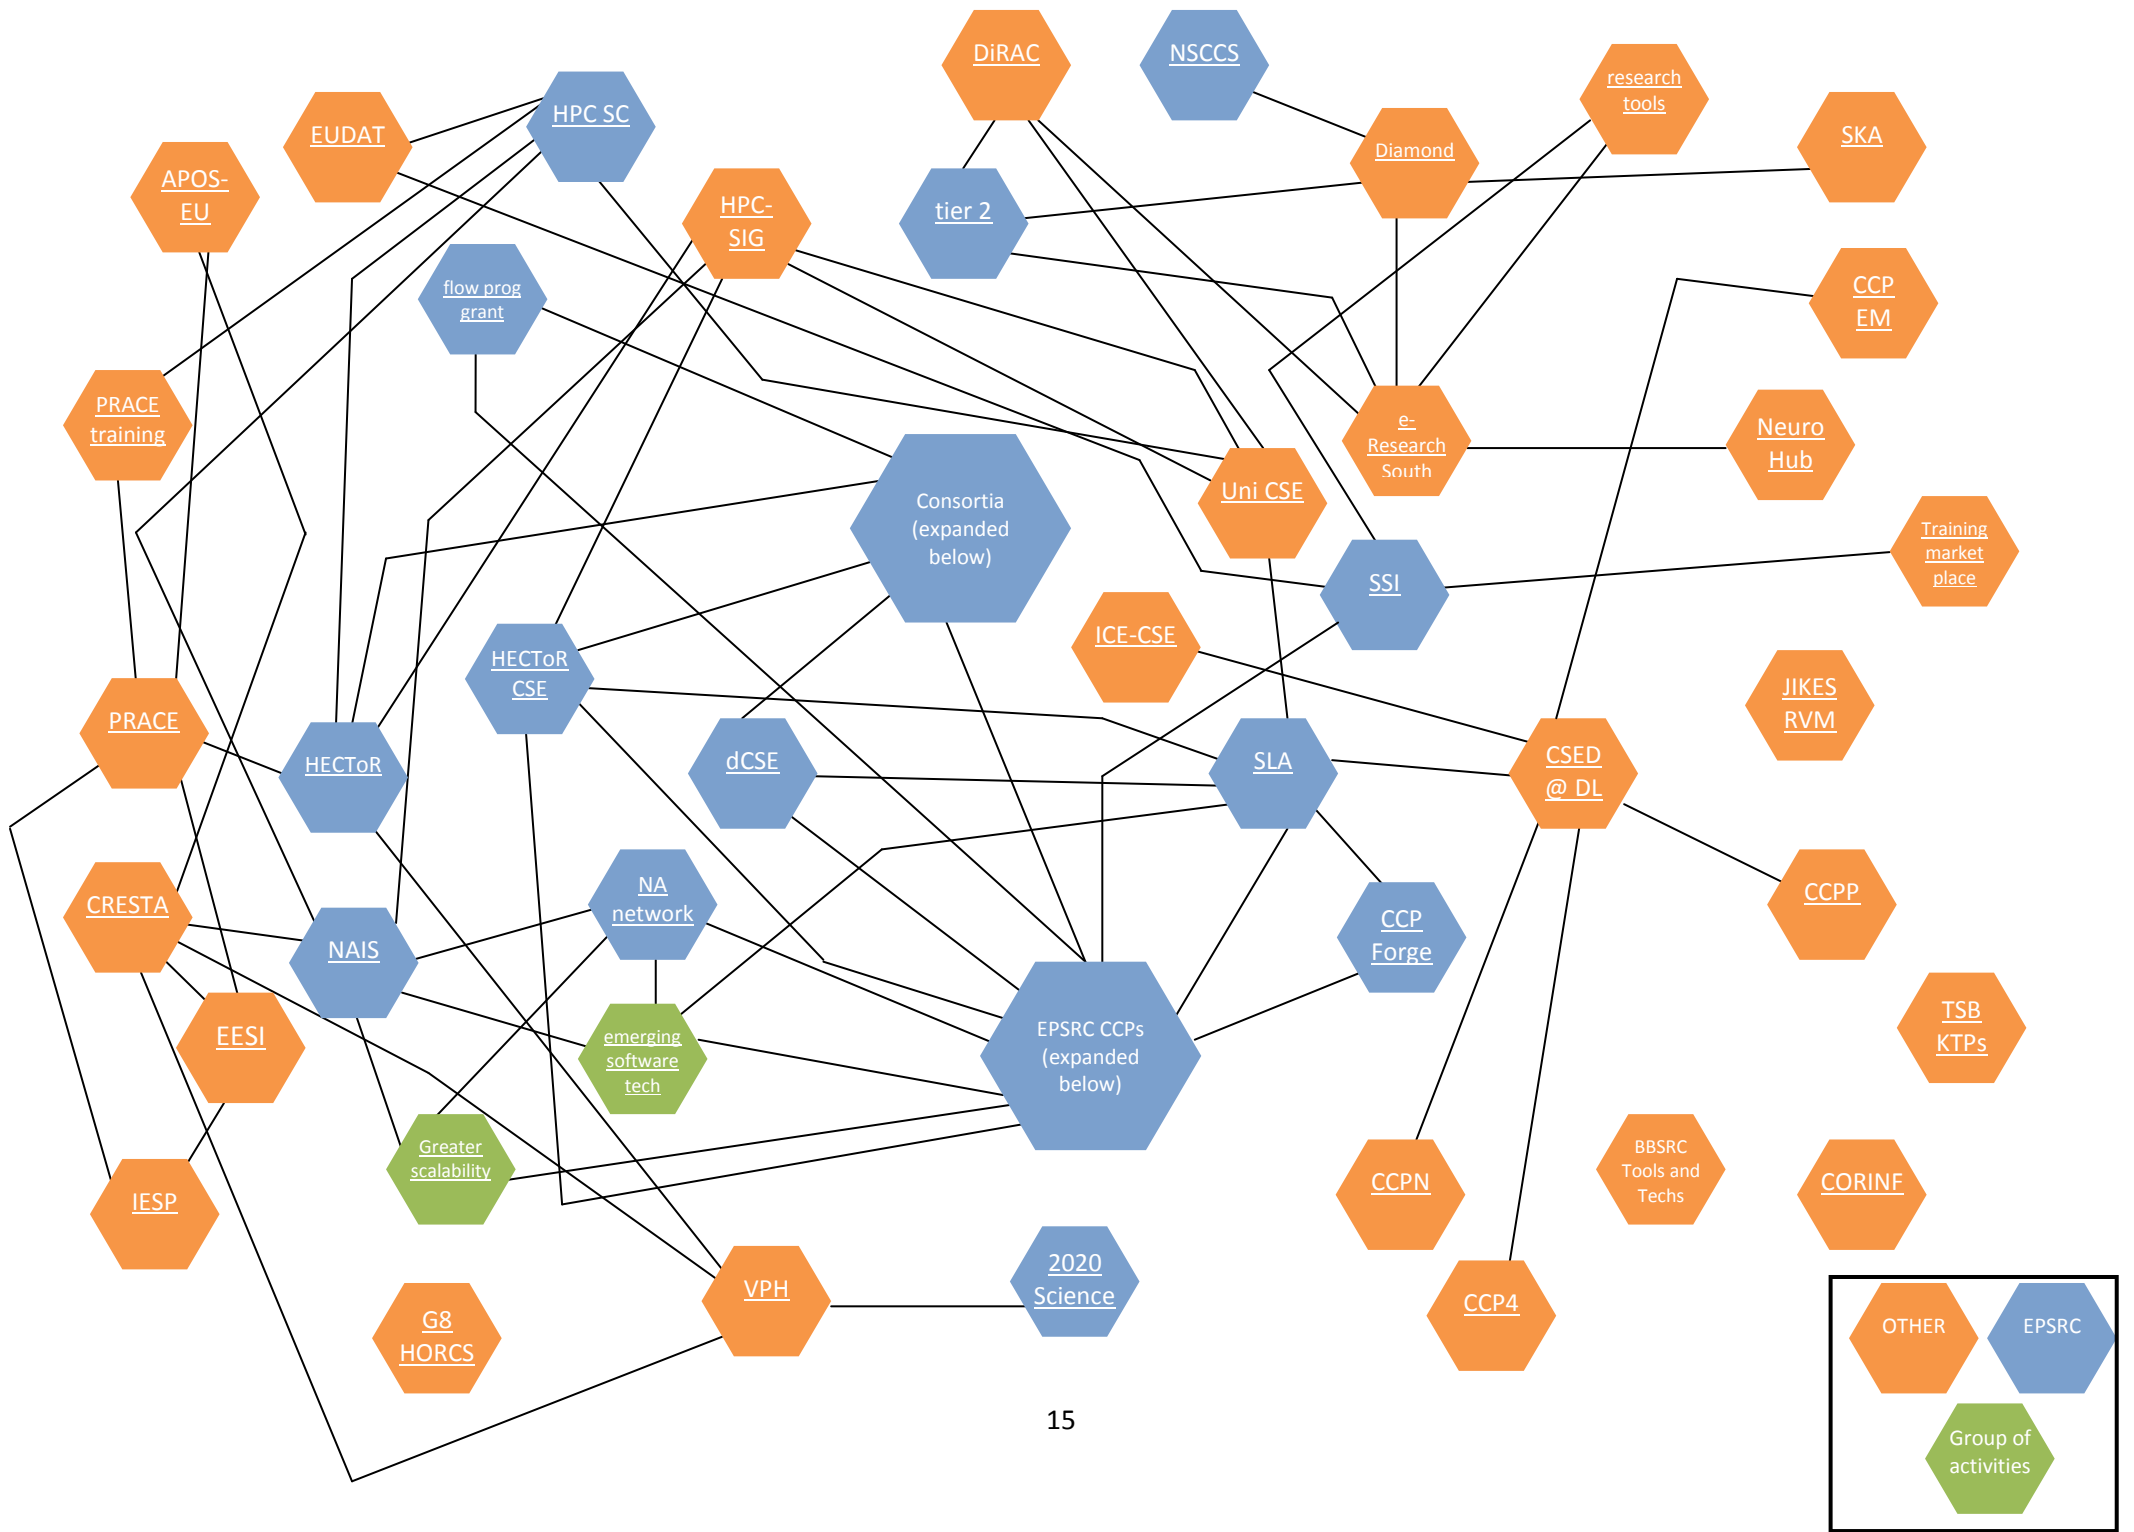 DiRAC
NSCCS
research
tools
HPC SC
EUDAT
SKA
Diamond
APOS-
EU
HPC-
SIG
tier 2
flow prog
grant
CCP
EM
PRACE
training
e-
Research
South
Neuro
Hub
Uni CSE
Consortia
(expanded
below)
Training
market
place
SSI
ICE-CSE
HECToR
CSE
JIKES
RVM
PRACE
HECToR
dCSE
SLA
CSED
@ DL
CRESTA
NA
network
CCPP
NAIS
CCP
Forge
EESI
emerging
software
tech
EPSRC CCPs
(expanded
below)
TSB
KTPs
Greater
scalability
BBSRC
Tools and
Techs
IESP
CCPN
CORINF
VPH
2020
Science
CCP4
G8
HORCS
OTHER
EPSRC
Group of
activities
15